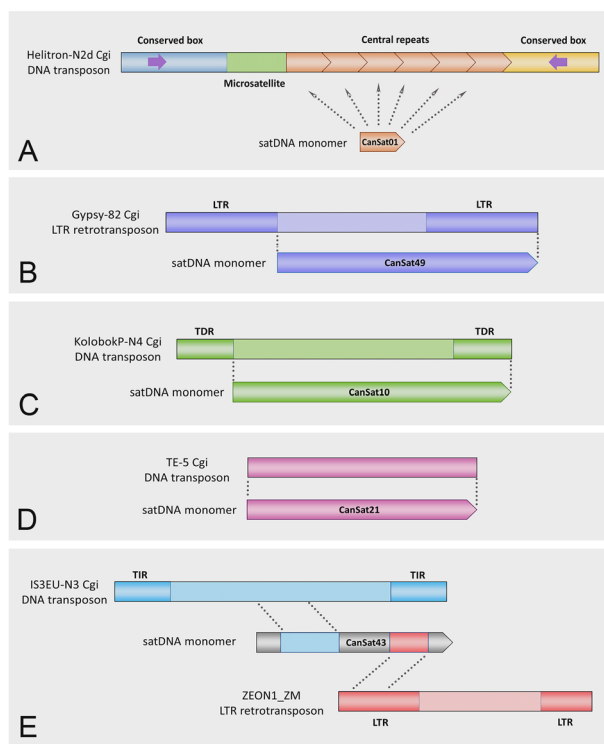 Conserved box
Central repeats
Conserved box
Helitron-N2d Cgi
DNA transposon
Microsatellite
satDNA monomer
CanSat01
A
LTR
LTR
Gypsy-82 Cgi
LTR retrotransposon
satDNA monomer
CanSat49
B
TDR
TDR
KolobokP-N4 Cgi
DNA transposon
satDNA monomer
CanSat10
C
TE-5 Cgi
DNA transposon
satDNA monomer
CanSat21
D
TIR
TIR
IS3EU-N3 Cgi
DNA transposon
satDNA monomer
CanSat43
ZEON1_ZM
LTR retrotransposon
LTR
LTR
E